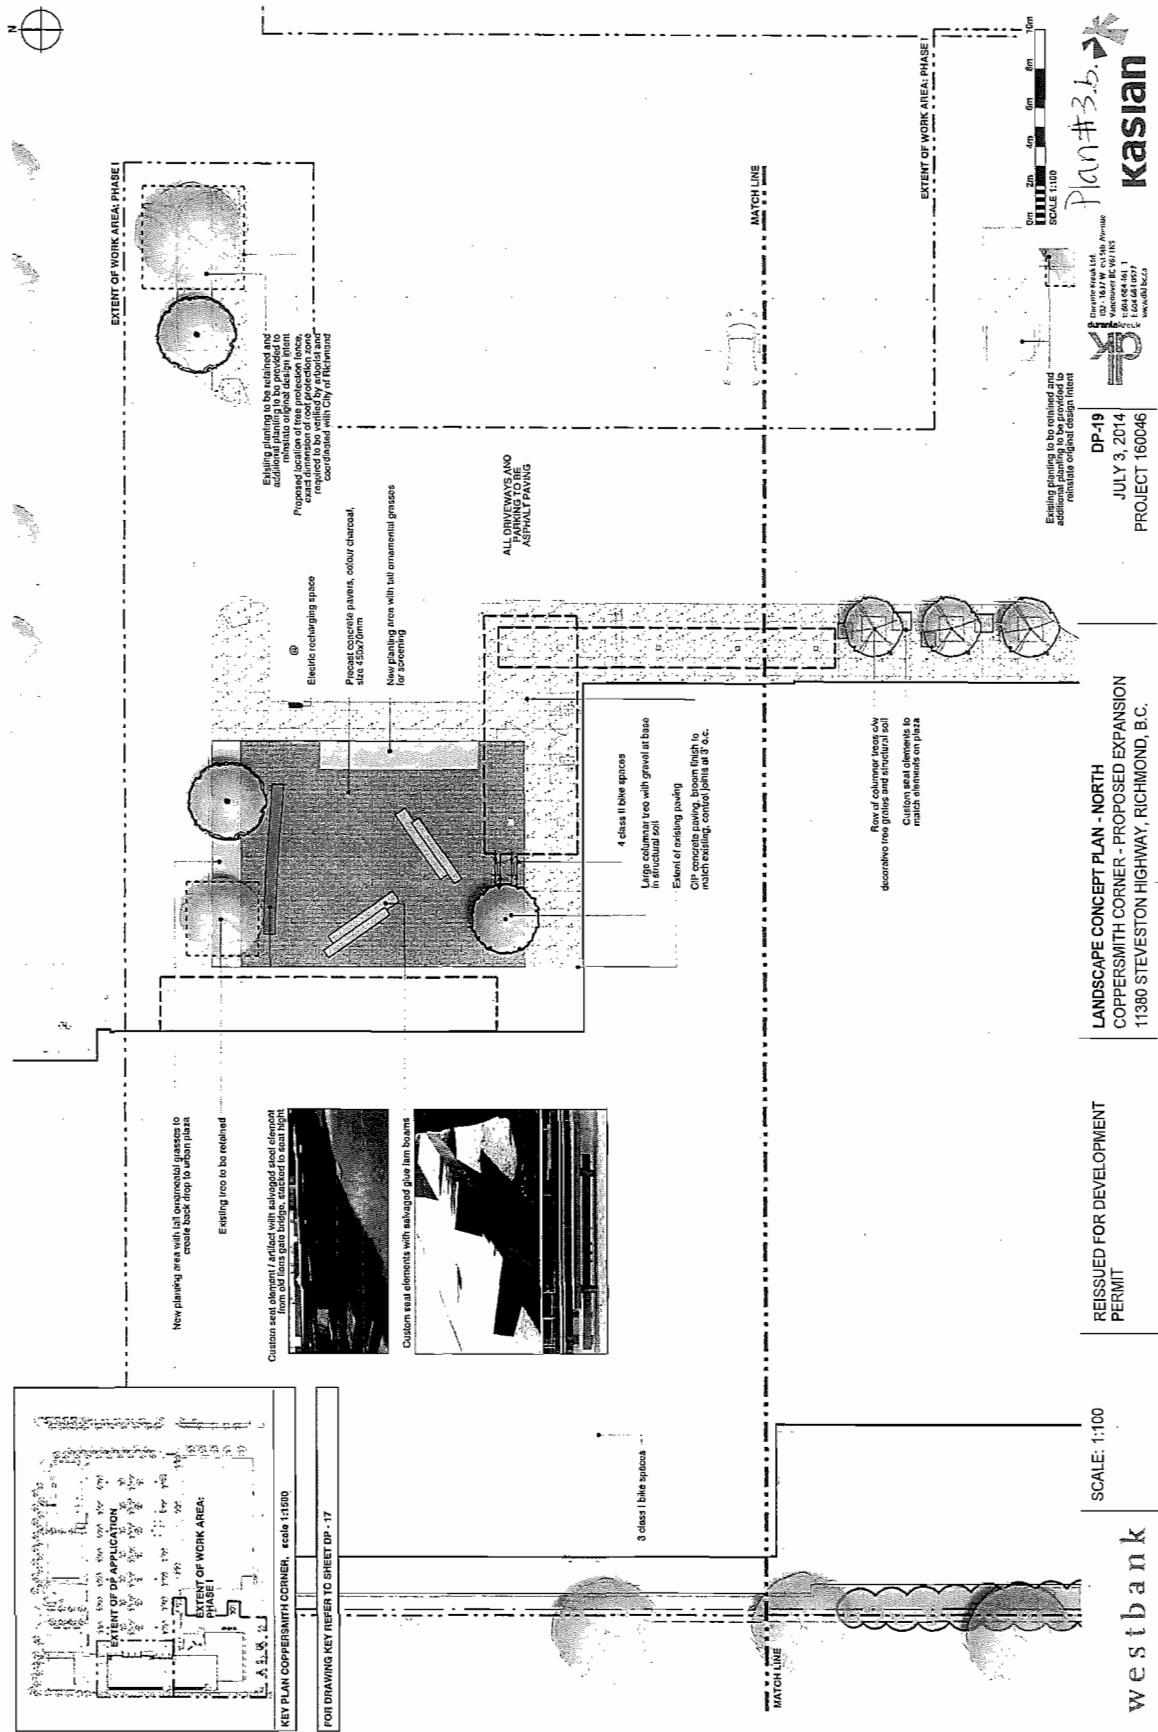 N
EXTENT OF DP APPLICATION
EXTENT OF WORK AREA:
PHASE I
KEY PLAN COPPERSMITH CORNER, scale 1:1500
FOR DRAWING KEY REFER TO SHEET DP - 17
New planting area with tall ornamental grasses to
create back drop to urban plaza
Existing tree to be retained
Custom seat element / artifact with salvaged steel element
from old lions gate bridge, stacked to seat hight
Custom seat elements with salvaged glue lam beams
3 class I bike spaces
MATCH LINE
EXTENT OF WORK AREA: PHASE I
Existing planting to be retained and
additional planting to be provided to
reinstate original design intent
Proposed location of tree protection fence,
exact dimension of root protection zone
required to be verified by arborist and
coordinated with City of Richmond
@
Electric recharging space
Precast concrete pavers, colour charcoal,
size 450x70mm
New planting area with tall ornamental grasses
for screening
ALL DRIVEWAYS AND
PARKING TO BE
ASPHALT PAVING
4 class II bike spaces
Large columnar tree with gravel at base
in structural soil
Extent of existing paving
CIP concrete paving, broom finish to
match existing, control joints at 3' o.c.
MATCH LINE
Row of columnar trees c/w
decorative tree grates and structural soil
Custom seat elements to
match elements on plaza
EXTENT OF WORK AREA: PHASE I
Existing planting to be retained and
additional planting to be provided to
reinstate original design intent
0m 2m 4m 6m 8m 10m
SCALE 1:100
Plan #3.b.
westbank
SCALE: 1:100
REISSUED FOR DEVELOPMENT
PERMIT
LANDSCAPE CONCEPT PLAN - NORTH
COPPERSMITH CORNER - PROPOSED EXPANSION
11380 STEVESTON HIGHWAY, RICHMOND, B.C.
DP-19
JULY 3, 2014
PROJECT 160046
durante kreuk
Durante Kreuk Ltd.
Vancouver BC
Kasian